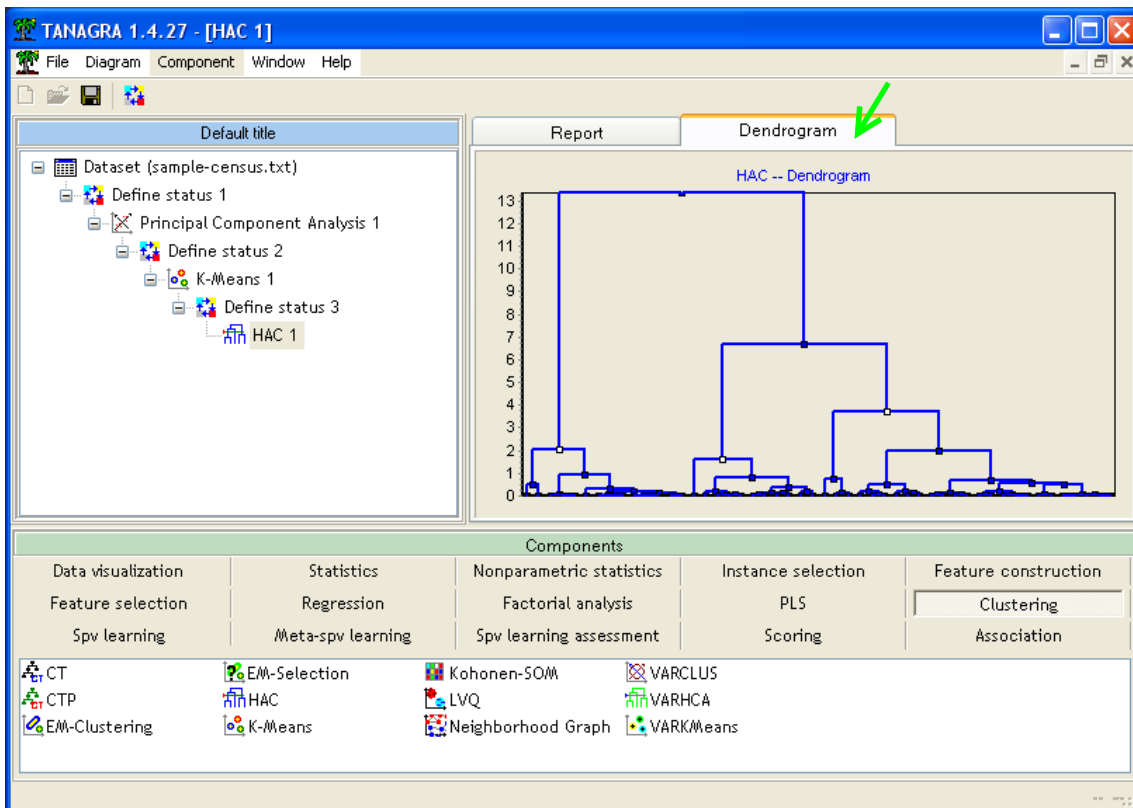 TANAGRA 1.4.27 - [HAC 1]
File Diagram Component Window Help
Default title
Dataset (sample-census.txt)
Define status 1
Principal Component Analysis 1
Define status 2
K-Means 1
Define status 3
HAC 1
Report Dendrogram
HAC -- Dendrogram
13
12
11
10
9
8
7
6
5
4
3
2
1
0
Components
Data visualization Statistics Nonparametric statistics Instance selection Feature construction
Feature selection Regression Factorial analysis PLS Clustering
Spv learning Meta-spv learning Spv learning assessment Scoring Association
CT EM-Selection Kohonen-SOM VARCLUS
CTP HAC LVQ VARHCA
EM-Clustering K-Means Neighborhood Graph VARKMeans